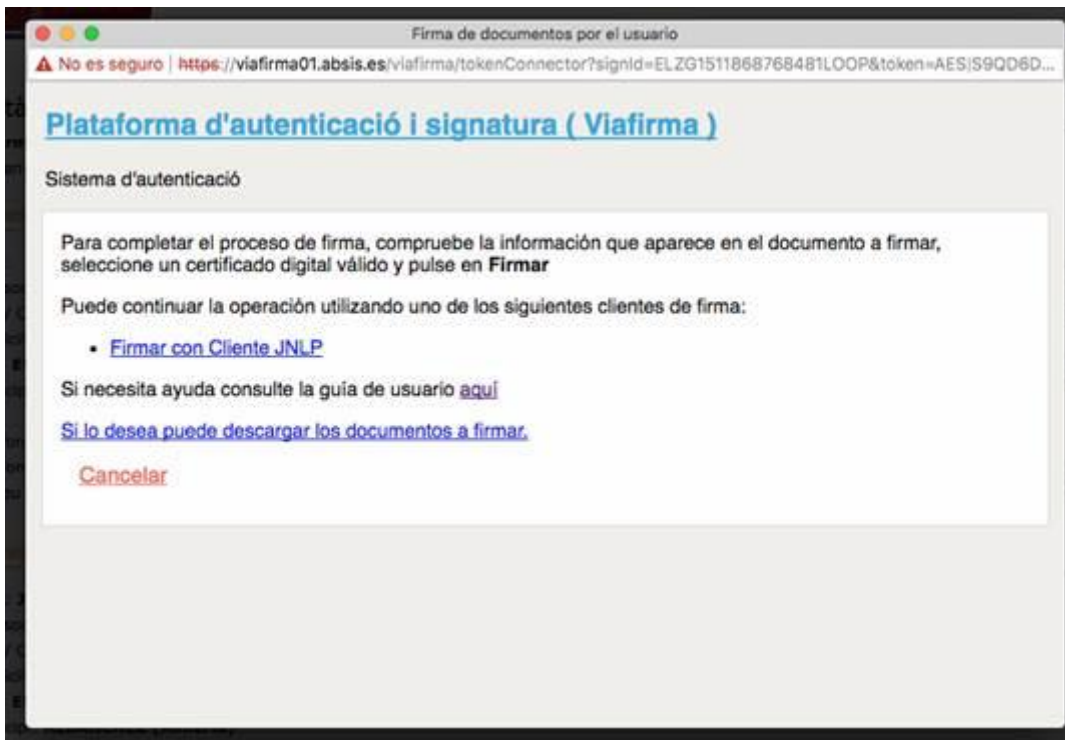 Firma de documentos por el usuario
No es seguro | https://viafirma01.absis.es/viafirma/tokenConnector?signId=ELZG1511868768481LOOP&token=AES|S9QD6D...
Plataforma d'autenticació i signatura ( Viafirma )
Sistema d'autenticació
Para completar el proceso de firma, compruebe la información que aparece en el documento a firmar,
seleccione un certificado digital válido y pulse en Firmar
Puede continuar la operación utilizando uno de los siguientes clientes de firma:
• Firmar con Cliente JNLP
Si necesita ayuda consulte la guía de usuario aquí
Si lo desea puede descargar los documentos a firmar.
Cancelar